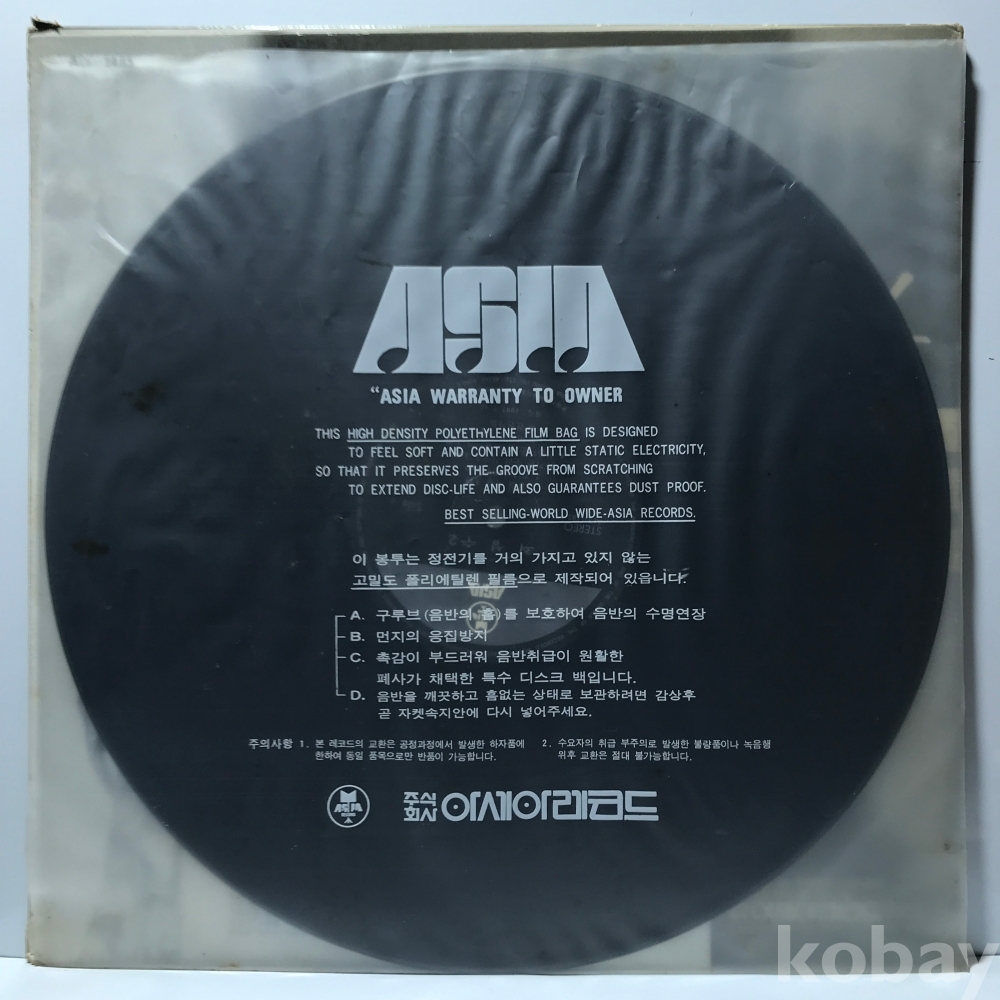 ASIA
“ASIA WARRANTY TO OWNER
THIS HIGH DENSITY POLYETHYLENE FILM BAG IS DESIGNED
TO FEEL SOFT AND CONTAIN A LITTLE STATIC ELECTRICITY,
SO THAT IT PRESERVES THE GROOVE FROM SCRATCHING
TO EXTEND DISC-LIFE AND ALSO GUARANTEES DUST PROOF.
BEST SELLING-WORLD WIDE-ASIA RECORDS.
STEREO
이 봉투는 정전기를 거의 가지고 있지 않는
고밀도 폴리에틸렌 필름으로 제작되어 있읍니다.
A. 구루브(음반의 홈)를 보호하여 음반의 수명연장
B. 먼지의 응집방지
C. 촉감이 부드러워 음반취급이 원활한
폐사가 채택한 특수 디스크 백입니다.
D. 음반을 깨끗하고 흠없는 상태로 보관하려면 감상후
곧 자켓속지안에 다시 넣어주세요.
주의사항 1. 본 레코드의 교환은 공정과정에서 발생한 하자품에
한하여 동일 품목으로만 반품이 가능합니다.
2. 수요자의 취급 부주의로 발생한 불량품이나 녹음행
위후 교환은 절대 불가능합니다.
ASIA
주식회사 아세아레코드
kobay